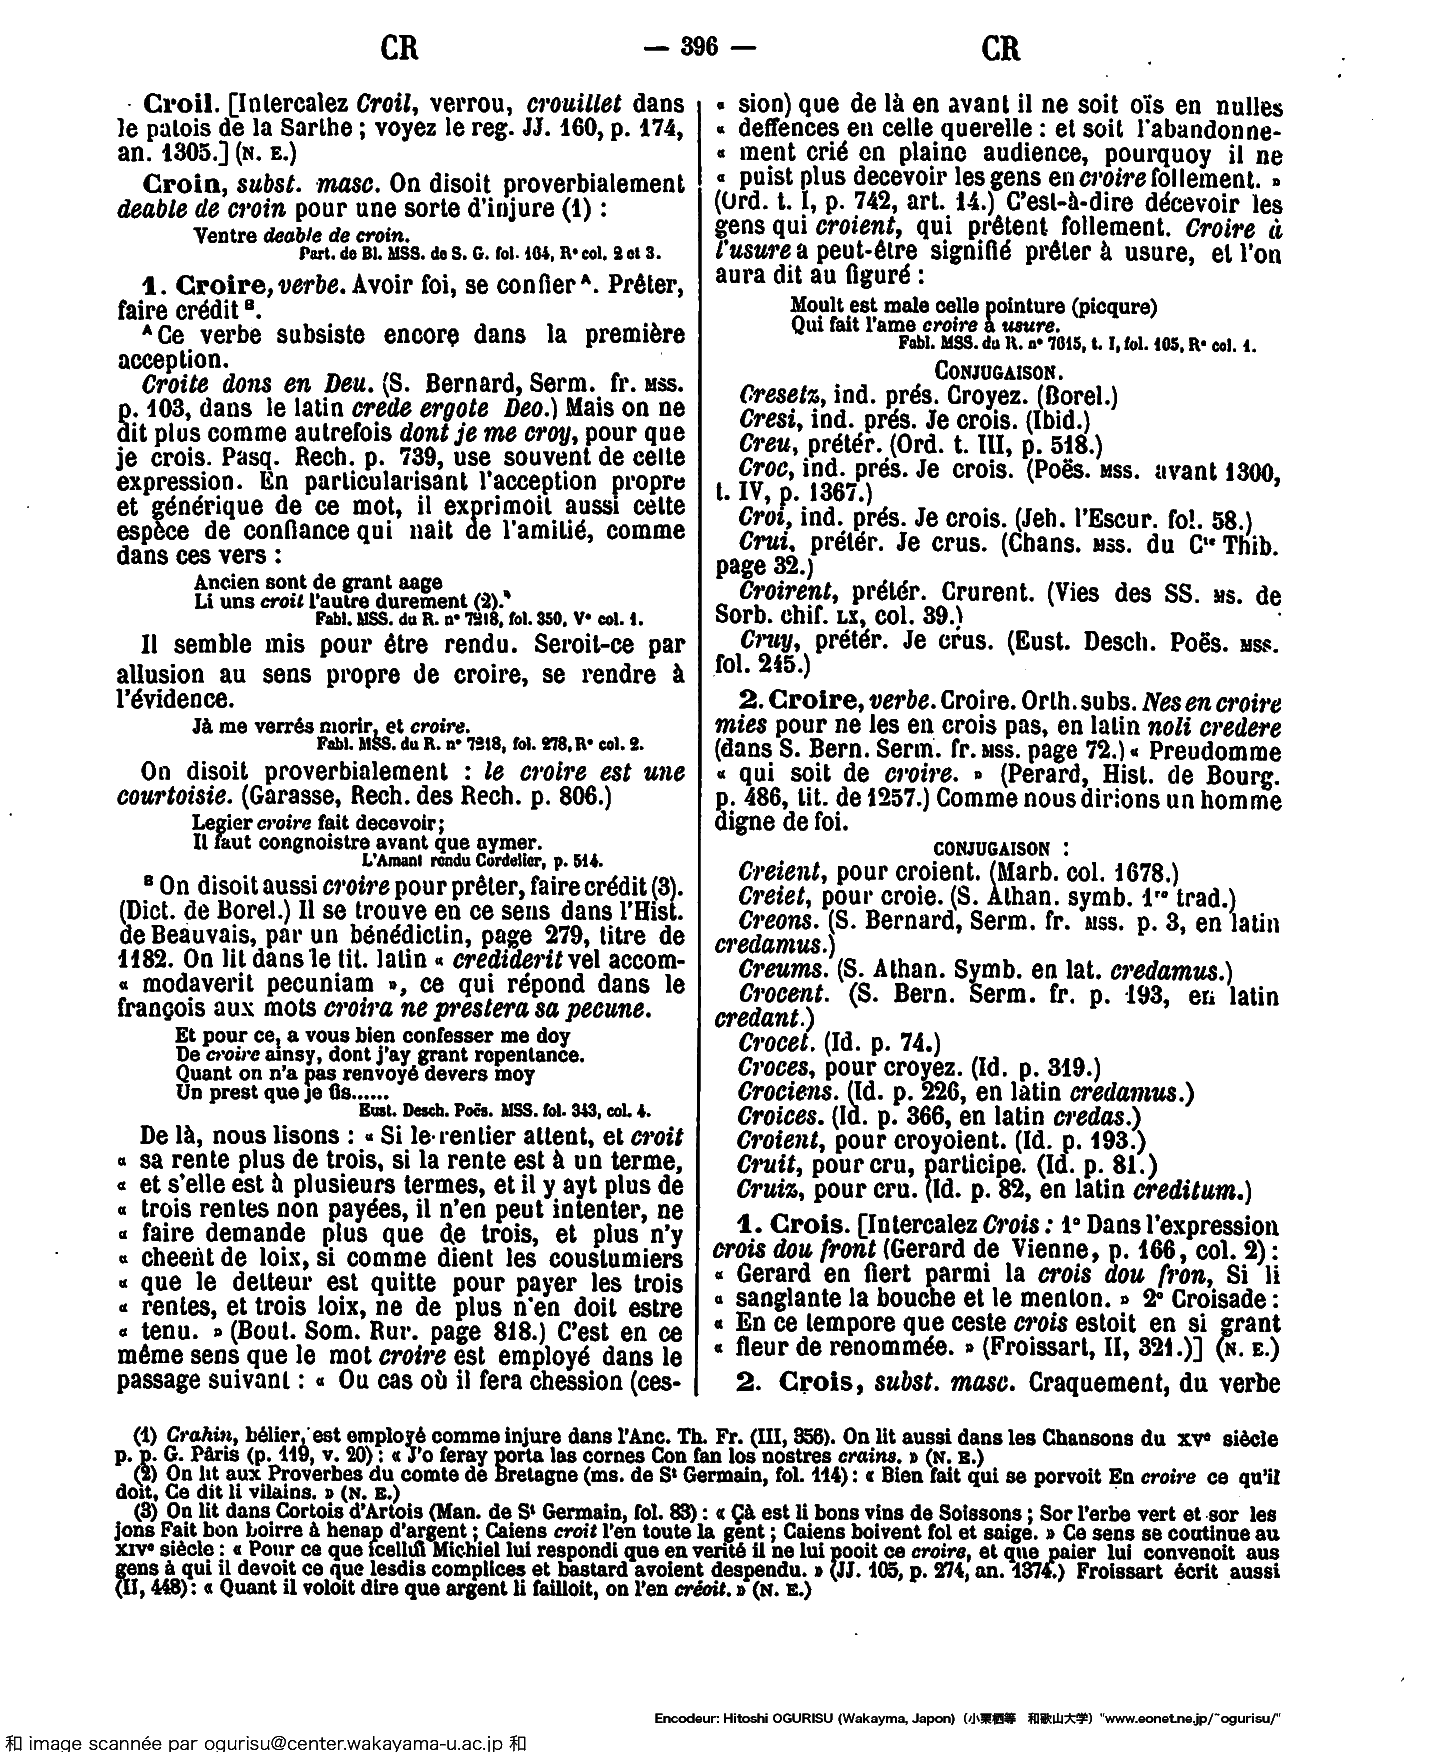 CR — 396 — CR
Croil. [Intercalez Croil, verrou, crouillet dans
le patois de la Sarthe ; voyez le reg. JJ. 160, p. 174,
an. 1305.] (N. E.)
Croin, subst. masc. On disoit proverbialement
deable de croin pour une sorte d'injure (1) :
Ventre deable de croin.
Part. de Bl. MSS. de S. G. fol. 104, R° col. 2 et 3.
1. Croire, verbe. Avoir foi, se confier A. Prêter,
faire crédit B.
A Ce verbe subsiste encore dans la première
acception.
Croite dons en Deu. (S. Bernard, Serm. fr. MSS.
p. 103, dans le latin crede ergote Deo.) Mais on ne
dit plus comme autrefois dont je me croy, pour que
je crois. Pasq. Rech. p. 739, use souvent de cette
expression. En particularisant l'acception propre
et générique de ce mot, il exprimoit aussi cette
espèce de confiance qui nait de l'amitié, comme
dans ces vers :
Ancien sont de grant aage
Li uns croit l'autre durement (2).
Fabl. MSS. du R. n° 7218, fol. 350, V° col. 1.
Il semble mis pour être rendu. Seroit-ce par
allusion au sens propre de croire, se rendre à
l'évidence.
Jà me verrés morir, et croire.
Fabl. MSS. du R. n° 7218, fol. 278, R° col. 2.
On disoit proverbialement : le croire est une
courtoisie. (Garasse, Rech. des Rech. p. 806.)
Legier croire fait decevoir ;
Il faut congnoistre avant que aymer.
L'Amant rendu Cordelier, p. 514.
B On disoit aussi croire pour prêter, faire crédit (3).
(Dict. de Borel.) Il se trouve en ce sens dans l'Hist.
de Beauvais, par un bénédictin, page 279, titre de
1182. On lit dans le tit. latin « crediderit vel accom-
« modaverit pecuniam », ce qui répond dans le
françois aux mots croira ne prestera sa pecune.
Et pour ce, a vous bien confesser me doy
De croire ainsy, dont j'ay grant repentance.
Quant on n'a pas renvoyé devers moy
Un prest que je fis......
Eust. Desch. Poës. MSS. fol. 343, col. 4.
De là, nous lisons : « Si le rentier attent, et croit
« sa rente plus de trois, si la rente est à un terme,
« et s'elle est à plusieurs termes, et il y ayt plus de
« trois rentes non payées, il n'en peut intenter, ne
« faire demande plus que de trois, et plus n'y
« cheent de loix, si comme dient les coustumiers
« que le detteur est quitte pour payer les trois
« rentes, et trois loix, ne de plus n'en doit estre
« tenu. » (Bout. Som. Rur. page 818.) C'est en ce
même sens que le mot croire est employé dans le
passage suivant : « Ou cas où il fera chession (ces-
« sion) que de là en avant il ne soit oïs en nulles
« deffences en celle querelle : et soit l'abandonne-
« ment crié en plaine audience, pourquoy il ne
« puist plus decevoir les gens en croire follement. »
(Ord. t. I, p. 742, art. 14.) C'est-à-dire décevoir les
gens qui croient, qui prêtent follement. Croire à
l'usure a peut-être signifié prêter à usure, et l'on
aura dit au figuré :
Moult est male celle pointure (picqure)
Qui fait l'ame croire à usure.
Fabl. MSS. du R. n° 7615, t. I, fol. 105, R° col. 1.
CONJUGAISON.
Cresetz, ind. prés. Croyez. (Borel.)
Cresi, ind. prés. Je crois. (Ibid.)
Creu, prétér. (Ord. t. III, p. 518.)
Croc, ind. prés. Je crois. (Poës. MSS. avant 1300,
t. IV, p. 1367.)
Croi, ind. prés. Je crois. (Jeh. l'Escur. fol. 58.)
Crui, prétér. Je crus. (Chans. MSS. du Cte Thib.
page 32.)
Croirent, prétér. Crurent. (Vies des SS. MS. de
Sorb. chif. LX, col. 39.)
Cruy, prétér. Je crus. (Eust. Desch. Poës. MSS.
fol. 245.)
2. Croire, verbe. Croire. Orth. subs. Nes en croire
mies pour ne les en crois pas, en latin noli credere
(dans S. Bern. Serm. fr. MSS. page 72.) « Preudomme
« qui soit de croire. » (Perard, Hist. de Bourg.
p. 486, tit. de 1257.) Comme nous dirions un homme
digne de foi.
CONJUGAISON :
Creient, pour croient. (Marb. col. 1678.)
Creiet, pour croie. (S. Athan. symb. 1re trad.)
Creons. (S. Bernard, Serm. fr. MSS. p. 3, en latin
credamus.)
Creums. (S. Athan. Symb. en lat. credamus.)
Crocent. (S. Bern. Serm. fr. p. 193, en latin
credant.)
Crocet. (Id. p. 74.)
Croces, pour croyez. (Id. p. 319.)
Crociens. (Id. p. 226, en latin credamus.)
Croices. (Id. p. 366, en latin credas.)
Croient, pour croyoient. (Id. p. 193.)
Cruit, pour cru, participe. (Id. p. 81.)
Cruiz, pour cru. (Id. p. 82, en latin creditum.)
1. Crois. [Intercalez Crois : 1° Dans l'expression
crois dou front (Gerard de Vienne, p. 166, col. 2) :
« Gerard en fiert parmi la crois dou fron, Si li
« sanglante la bouche et le menton. » 2° Croisade :
« En ce tempore que ceste crois estoit en si grant
« fleur de renommée. » (Froissart, II, 321.)] (N. E.)
2. Crois, subst. masc. Craquement, du verbe
(1) Crahin, bélier, est employé comme injure dans l'Anc. Th. Fr. (III, 356). On lit aussi dans les Chansons du XVe siècle
p. p. G. Pâris (p. 119, v. 20) : « J'o feray porta las cornes Con fan los nostres crains. » (N. E.)
(2) On lit aux Proverbes du comte de Bretagne (ms. de St Germain, fol. 114) : « Bien fait qui se porvoit En croire ce qu'il
doit, Ce dit li vilains. » (N. E.)
(3) On lit dans Cortois d'Artois (Man. de St Germain, fol. 83) : « Çà est li bons vins de Soissons ; Sor l'erbe vert et sor les
jons Fait bon boirre à henap d'argent ; Caiens croit l'en toute la gent ; Caiens boivent fol et saige. » Ce sens se continue au
XIVe siècle : « Pour ce que icellui Michiel lui respondi que en verité il ne lui pooit ce croire, et que paier lui convenoit aus
gens à qui il devoit ce que lesdis complices et bastard avoient despendu. » (JJ. 105, p. 274, an. 1374.) Froissart écrit aussi
(II, 448) : « Quant il voloit dire que argent li failloit, on l'en créoit. » (N. E.)
Encodeur: Hitoshi OGURISU (Wakayma, Japon) (小栗栖等 和歌山大学) "www.eonet.ne.jp/~ogurisu/"
和 image scannée par ogurisu@center.wakayama-u.ac.jp 和